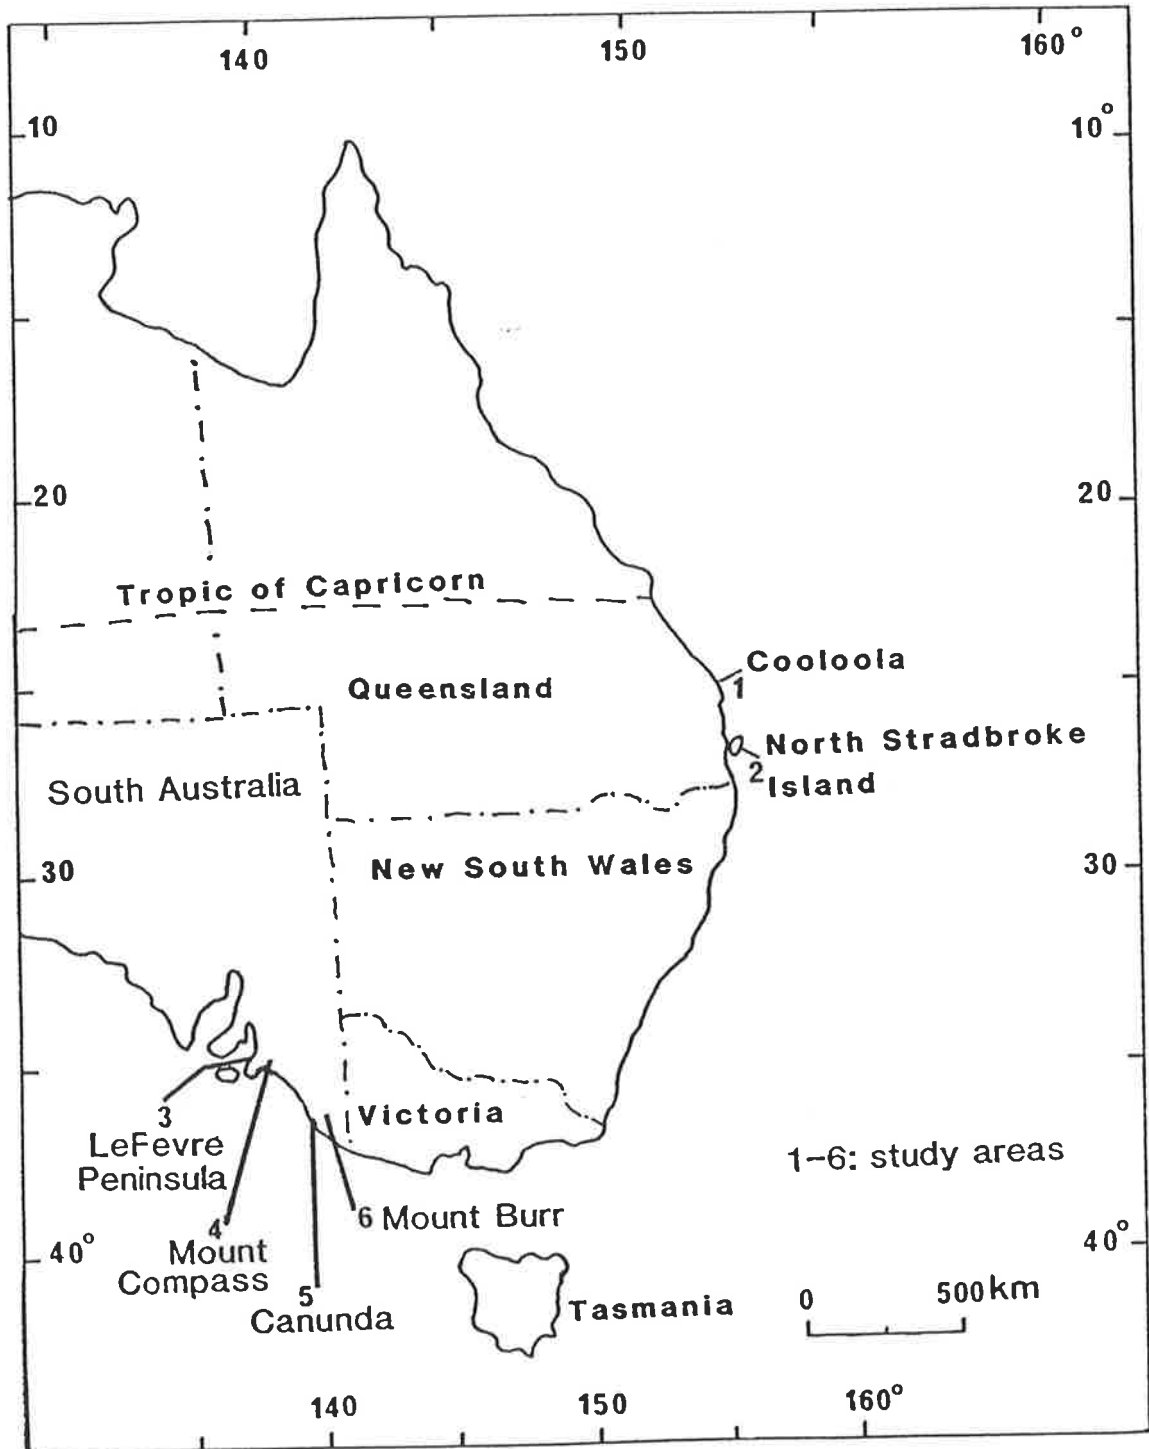 140
150
160°
10
10°
20
20
Tropic of Capricorn
Cooloola
1
Queensland
North Stradbroke
2
Island
South Australia
New South Wales
30
30
Victoria
3
LeFevre
Peninsula
1-6: study areas
4
Mount
Compass
6 Mount Burr
40°
40°
5
Canunda
Tasmania
0
500km
140
150
160°